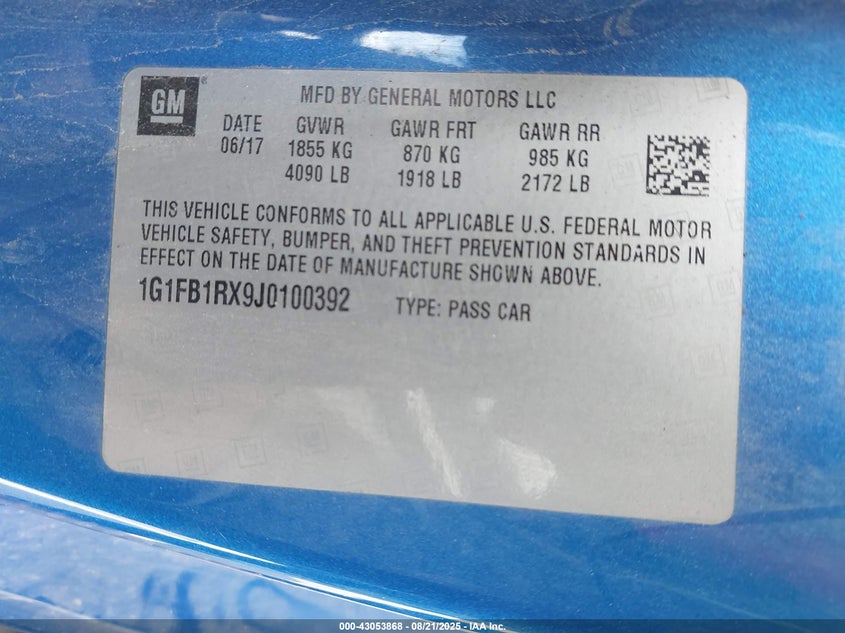 GM
MFD BY GENERAL MOTORS LLC
DATE GVWR GAWR FRT GAWR RR
06/17 1855 KG 870 KG 985 KG
4090 LB 1918 LB 2172 LB
THIS VEHICLE CONFORMS TO ALL APPLICABLE U.S. FEDERAL MOTOR
VEHICLE SAFETY, BUMPER, AND THEFT PREVENTION STANDARDS IN
EFFECT ON THE DATE OF MANUFACTURE SHOWN ABOVE.
1G1FB1RX9J0100392 TYPE: PASS CAR
000-43053868 - 08/21/2025 - IAA Inc.